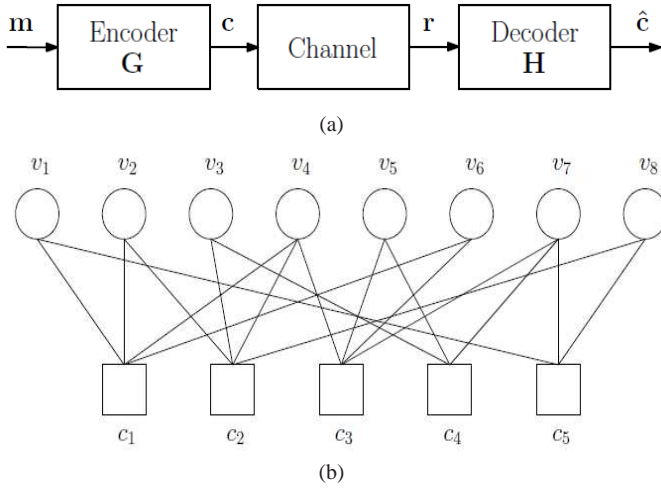 m Encoder G c Channel r Decoder H ĉ
(a)
v₁ v₂ v₃ v₄ v₅ v₆ v₇ v₈
c₁ c₂ c₃ c₄ c₅
(b)